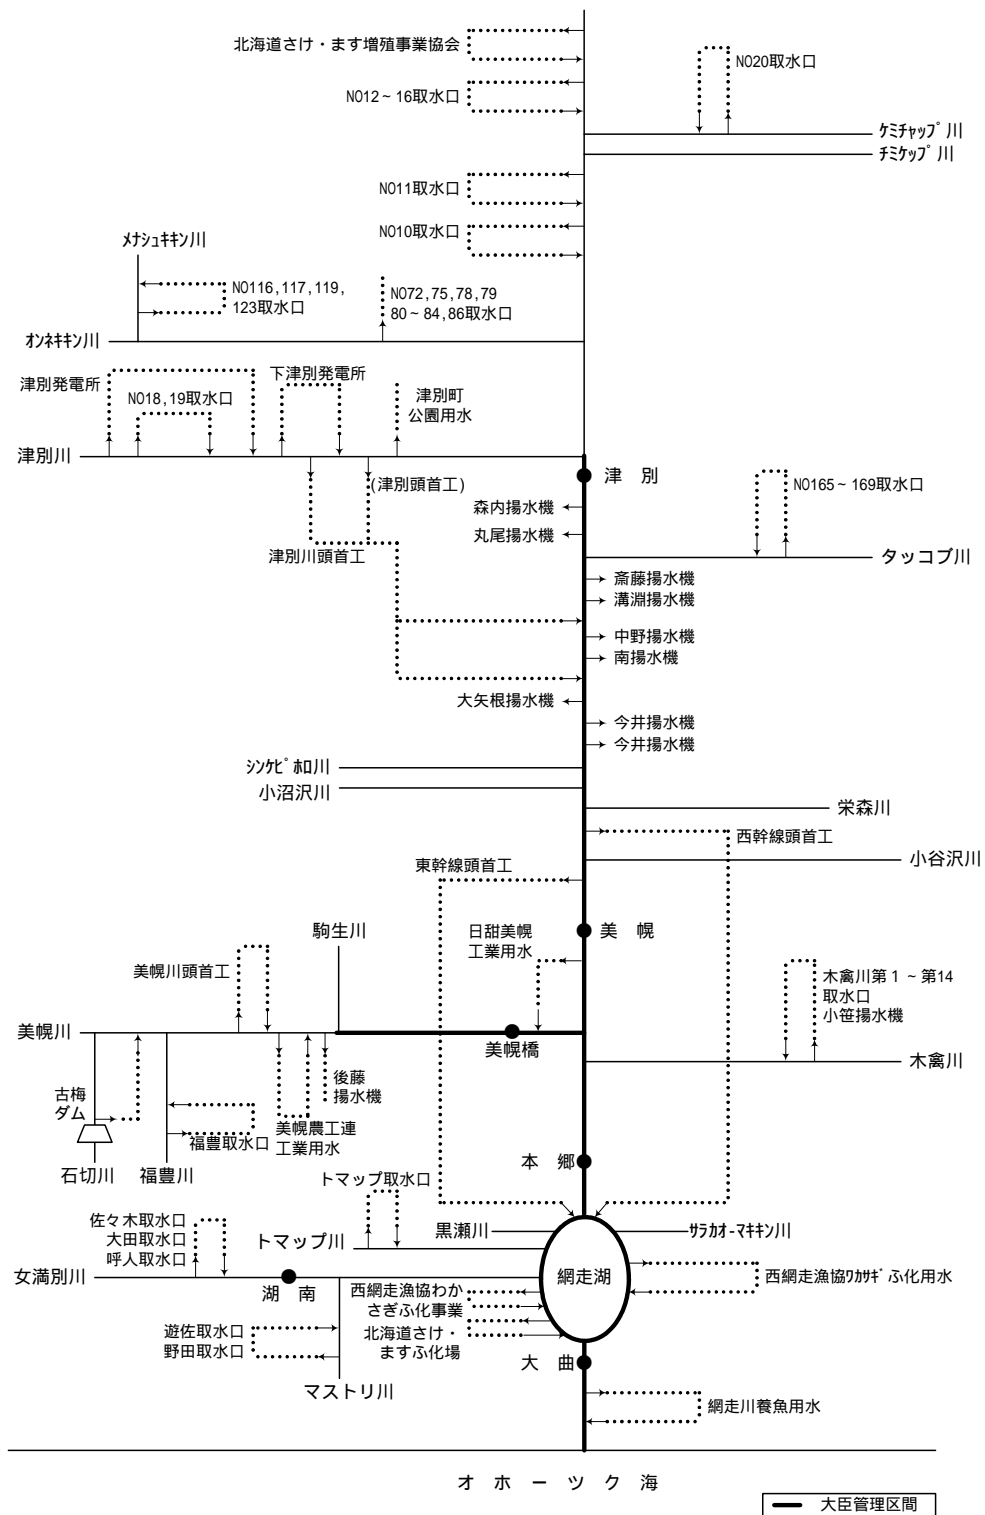 北海道さけ・ます増殖事業協会
NO20取水口
NO12~16取水口
ケミチャップ川
チミケップ川
NO11取水口
NO10取水口
メナシュキキン川
NO116,117,119,
123取水口
NO72,75,78,79
80~84,86取水口
オンネキキン川
津別発電所
NO18,19取水口
下津別発電所
津別町
公園用水
津別川
(津別頭首工)
津別
NO165~169取水口
森内揚水機
丸尾揚水機
津別川頭首工
タッコブ川
斎藤揚水機
溝淵揚水機
中野揚水機
南揚水機
大矢根揚水機
今井揚水機
今井揚水機
シンケピホロ川
小沼沢川
栄森川
西幹線頭首工
小谷沢川
東幹線頭首工
駒生川
日甜美幌
工業用水
美幌
美幌川頭首工
木禽川第1~第14
取水口
小笹揚水機
美幌川
美幌橋
木禽川
古梅
ダム
後藤
揚水機
福豊取水口
美幌農工連
工業用水
石切川
福豊川
本郷
トマップ取水口
佐々木取水口
大田取水口
呼人取水口
トマップ川
黒瀬川
サラカオーマキキン川
女満別川
湖南
網走湖
西網走漁協わか
さぎふ化事業
西網走漁協ワカサギふ化用水
遊佐取水口
野田取水口
北海道さけ・
ますふ化場
マストリ川
大曲
網走川養魚用水
オホーツク海
大臣管理区間